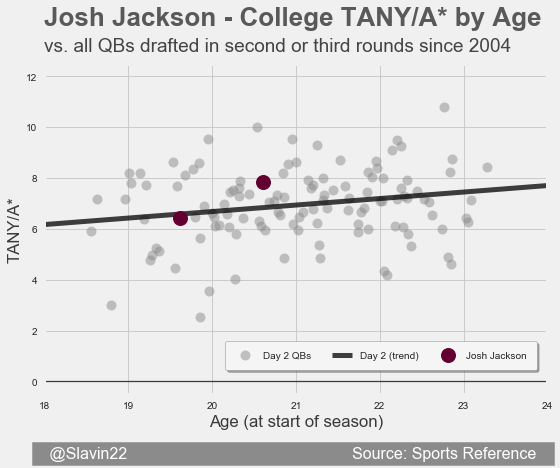 Josh Jackson - College TANY/A* by Age
vs. all QBs drafted in second or third rounds since 2004
12
10
8
6
4
2
0
TANY/A*
Day 2 QBs
Day 2 (trend)
Josh Jackson
18
19
20
21
22
23
24
Age (at start of season)
@Slavin22
Source: Sports Reference